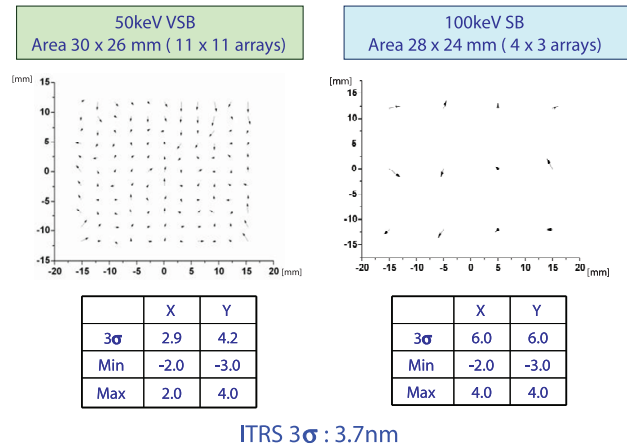 50keV VSB
Area 30 x 26 mm ( 11 x 11 arrays)
100keV SB
Area 28 x 24 mm ( 4 x 3 arrays)
[mm]
15
10
5
0
-5
-10
-15
-20 -15 -10 -5 0 5 10 15 20
[mm]
[mm]
15
10
5
0
-5
-10
-15
-20 -15 -10 -5 0 5 10 15 20
[mm]
X Y
3σ 2.9 4.2
Min -2.0 -3.0
Max 2.0 4.0
X Y
3σ 6.0 6.0
Min -2.0 -3.0
Max 4.0 4.0
ITRS 3σ : 3.7nm